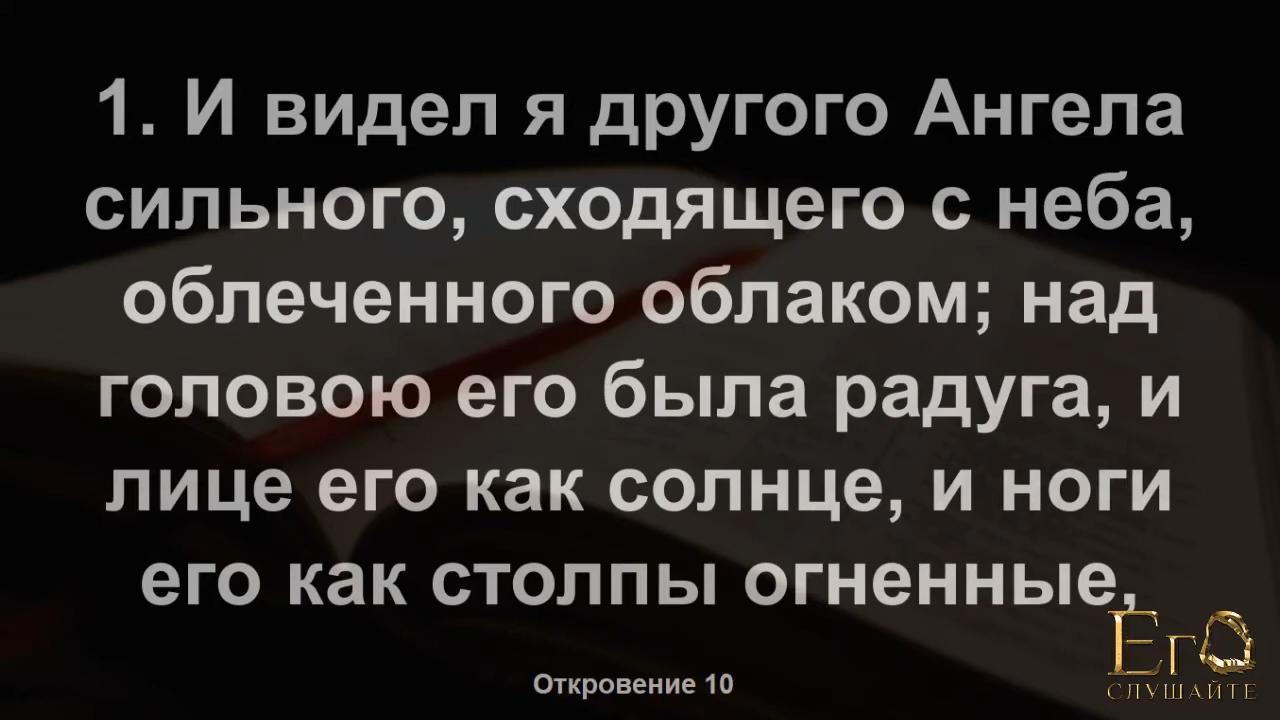 1. И видел я другого Ангела
сильного, сходящего с неба,
облеченного облаком; над
головою его была радуга, и
лице его как солнце, и ноги
его как столпы огненные,
Откровение 10
Его
СЛУШАЙТЕ